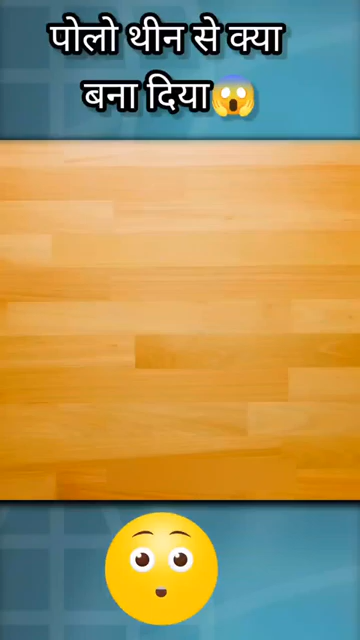 पोलो थीन से क्या
बना दिया😱